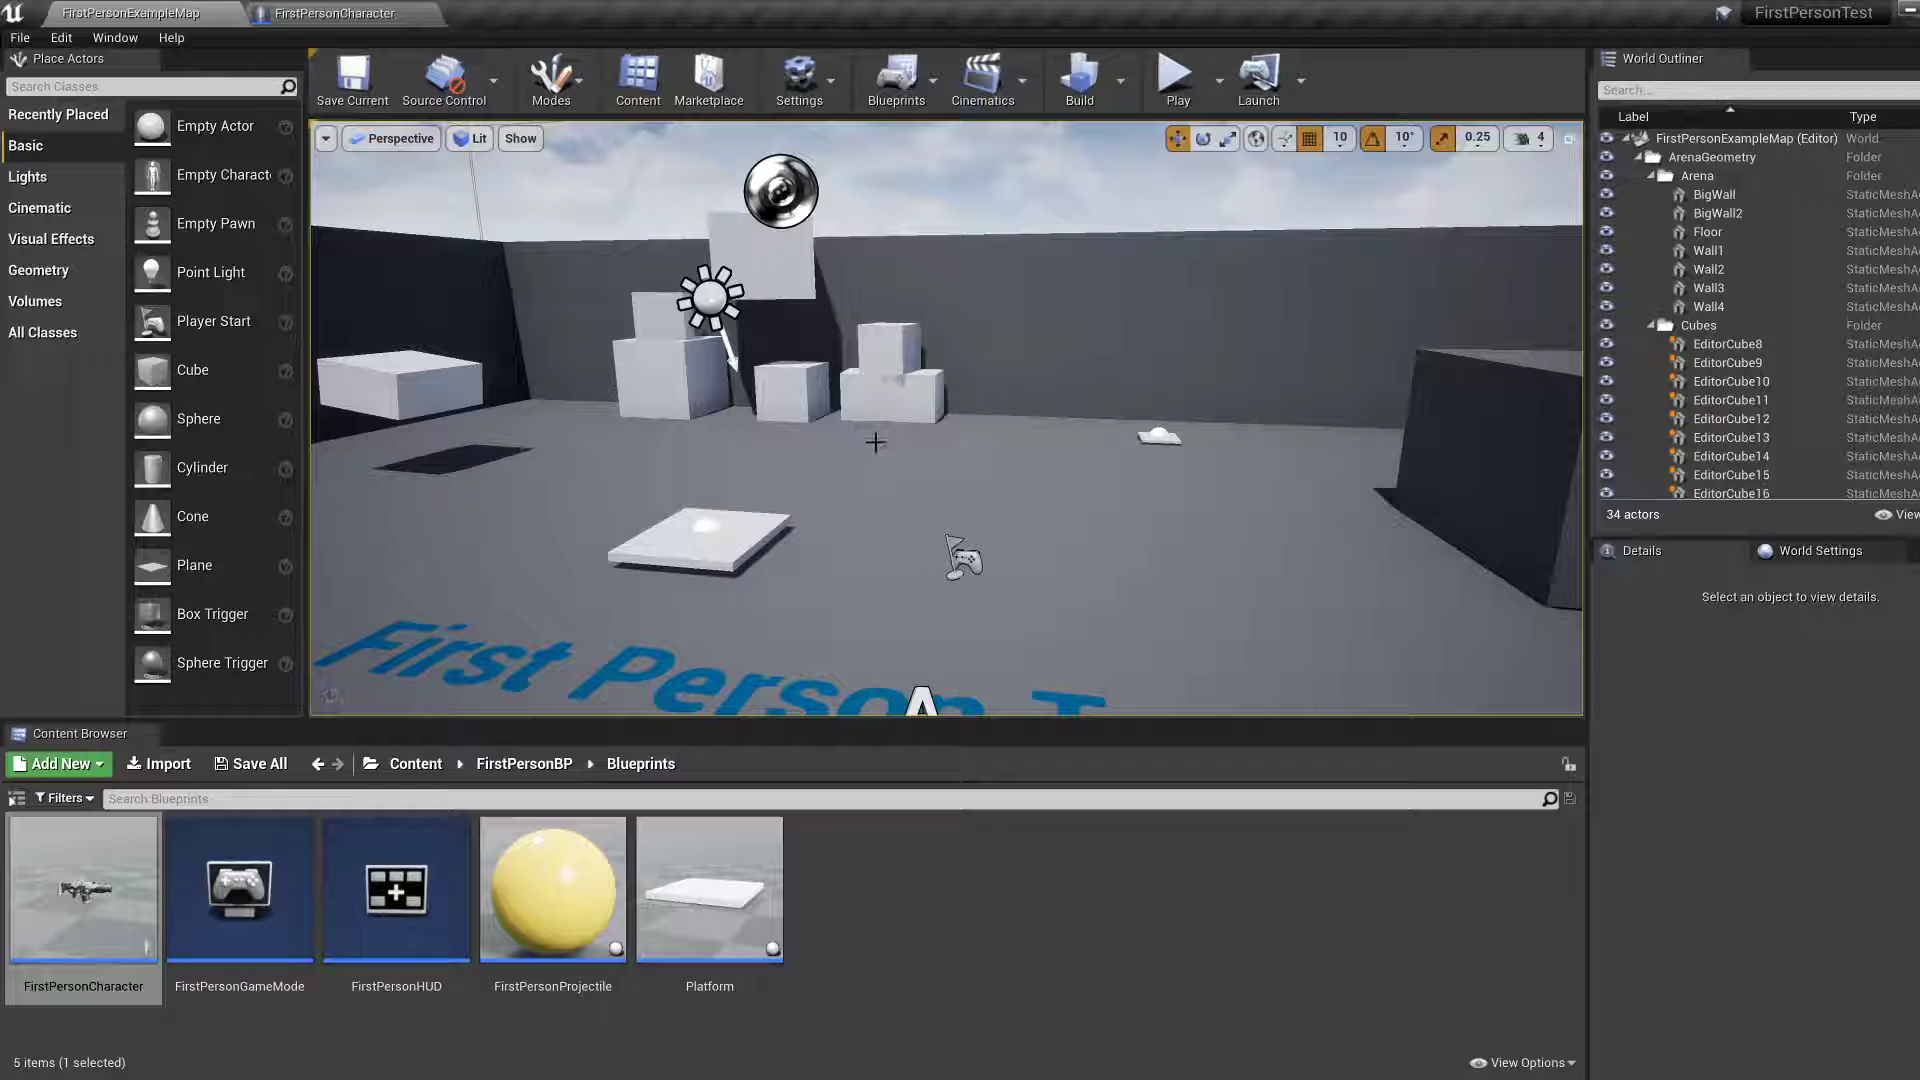 FirstPersonExampleMap
FirstPersonCharacter
FirstPersonTest
File Edit Window Help
Place Actors
Search Classes
Recently Placed
Basic
Lights
Cinematic
Visual Effects
Geometry
Volumes
All Classes
Empty Actor
Empty Charact
Empty Pawn
Point Light
Player Start
Cube
Sphere
Cylinder
Cone
Plane
Box Trigger
Sphere Trigger
Save Current
Source Control
Modes
Content
Marketplace
Settings
Blueprints
Cinematics
Build
Play
Launch
Perspective
Lit
Show
10
10°
0.25
4
First Person T
World Outliner
Search...
Label Type
FirstPersonExampleMap (Editor) World
ArenaGeometry Folder
Arena Folder
BigWall StaticMeshA
BigWall2 StaticMeshA
Floor StaticMeshA
Wall1 StaticMeshA
Wall2 StaticMeshA
Wall3 StaticMeshA
Wall4 StaticMeshA
Cubes Folder
EditorCube8 StaticMeshA
EditorCube9 StaticMeshA
EditorCube10 StaticMeshA
EditorCube11 StaticMeshA
EditorCube12 StaticMeshA
EditorCube13 StaticMeshA
EditorCube14 StaticMeshA
EditorCube15 StaticMeshA
EditorCube16 StaticMeshA
34 actors
View
Details
World Settings
Select an object to view details.
Content Browser
Add New
Import
Save All
Content
FirstPersonBP
Blueprints
Filters
Search Blueprints
FirstPersonCharacter
FirstPersonGameMode
FirstPersonHUD
FirstPersonProjectile
Platform
5 items (1 selected)
View Options